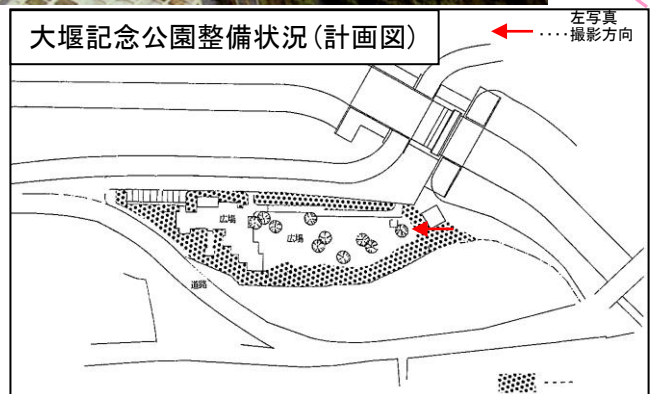 大堰記念公園整備状況(計画図)
左写真
‥‥撮影方向
広場
広場
道路